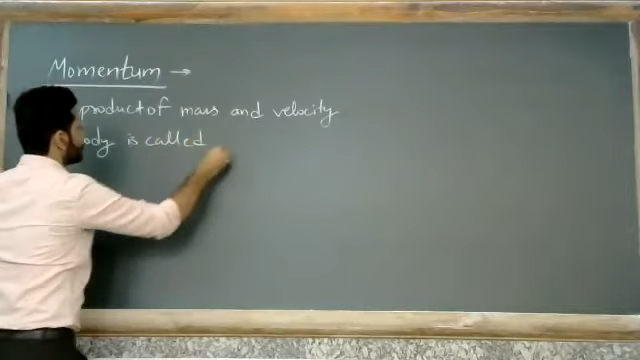 Momentum →
product of mass and velocity
ody is called